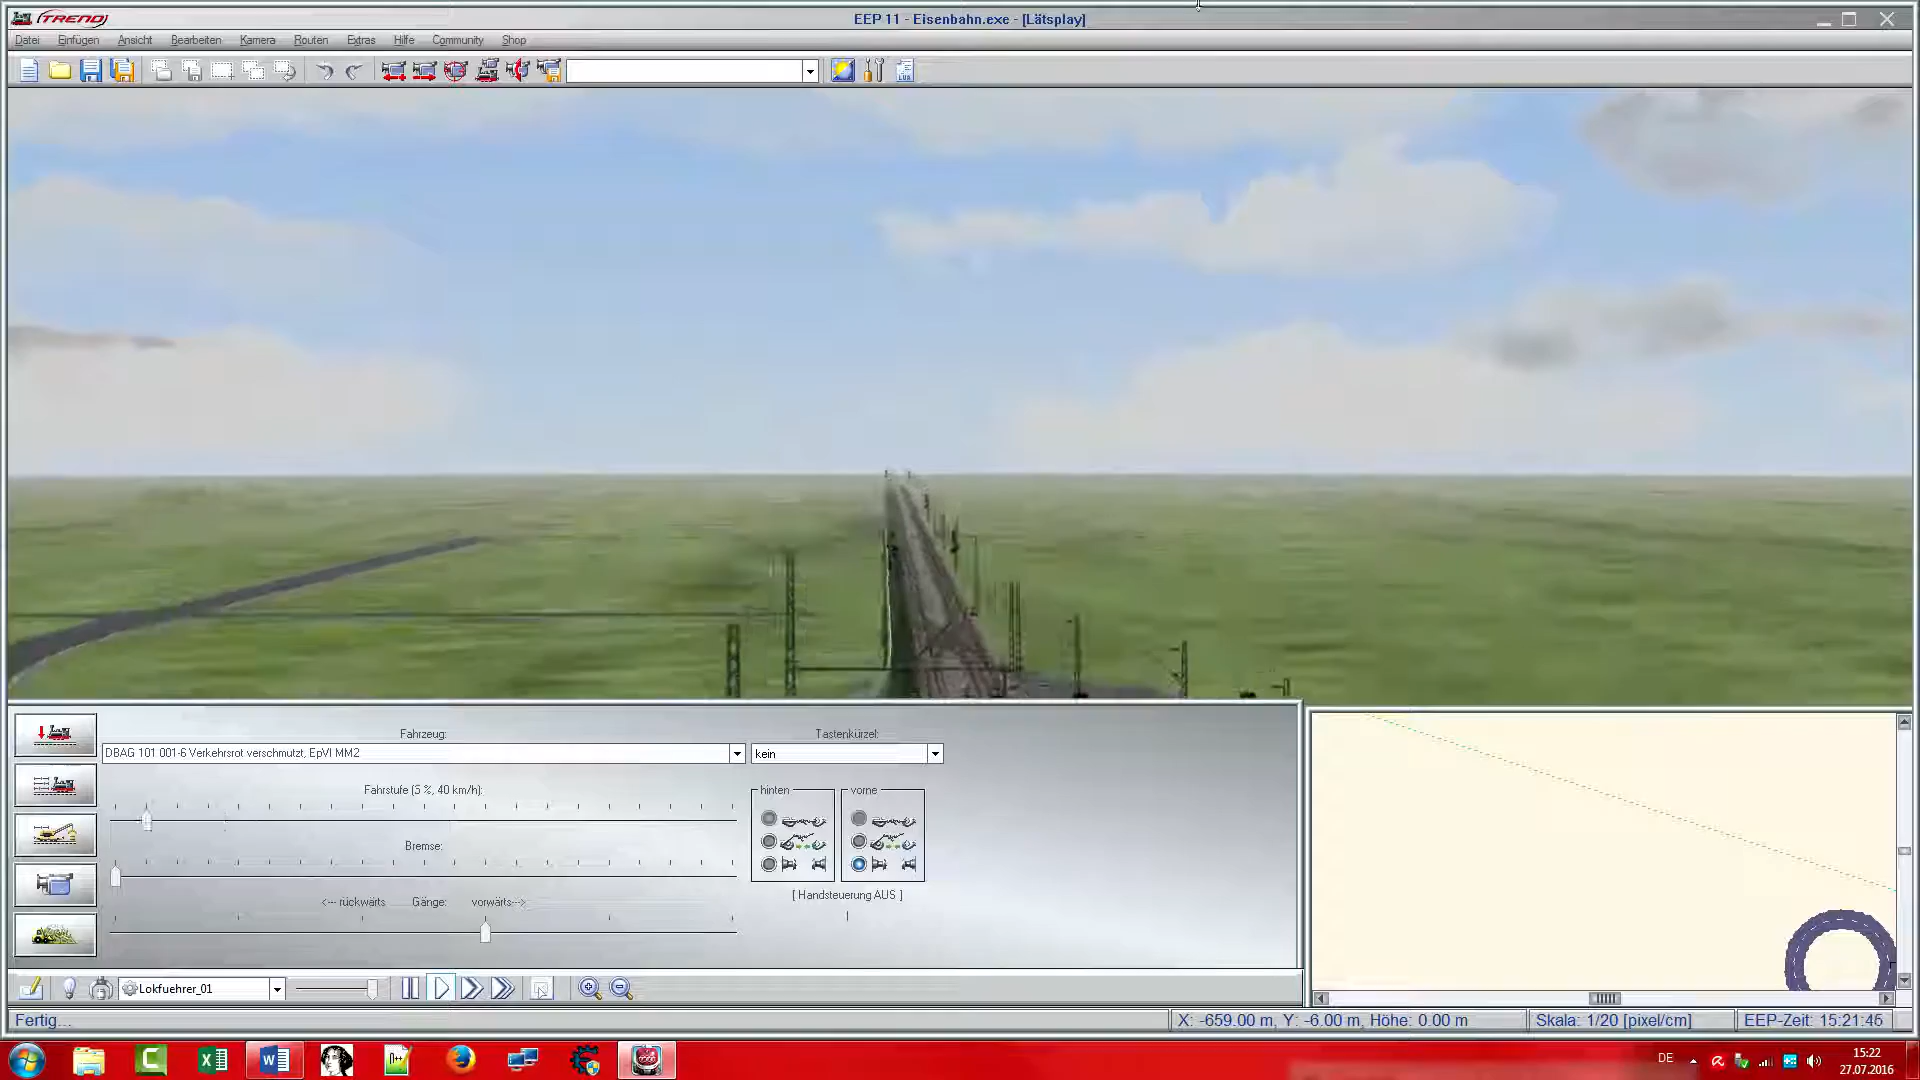 TREND
EEP 11 - Eisenbahn.exe - [Lätsplay]
Datei Einfügen Ansicht Bearbeiten Kamera Routen Extras Hilfe Community Shop
LUA
Fahrzeug: Tastenkürzel:
DBAG 101 001-6 Verkehrsrot verschmutzt, EpVI MM2 kein
Fahrstufe (5 %, 40 km/h): hinten vorne
Bremse:
[ Handsteuerung AUS ]
<--- rückwärts Gänge: vorwärts--->
Lokfuehrer_01
Fertig... X: -659.00 m, Y: -6.00 m, Höhe: 0.00 m Skala: 1/20 [pixel/cm] EEP-Zeit: 15:21:45
DE 15:22
27.07.2016